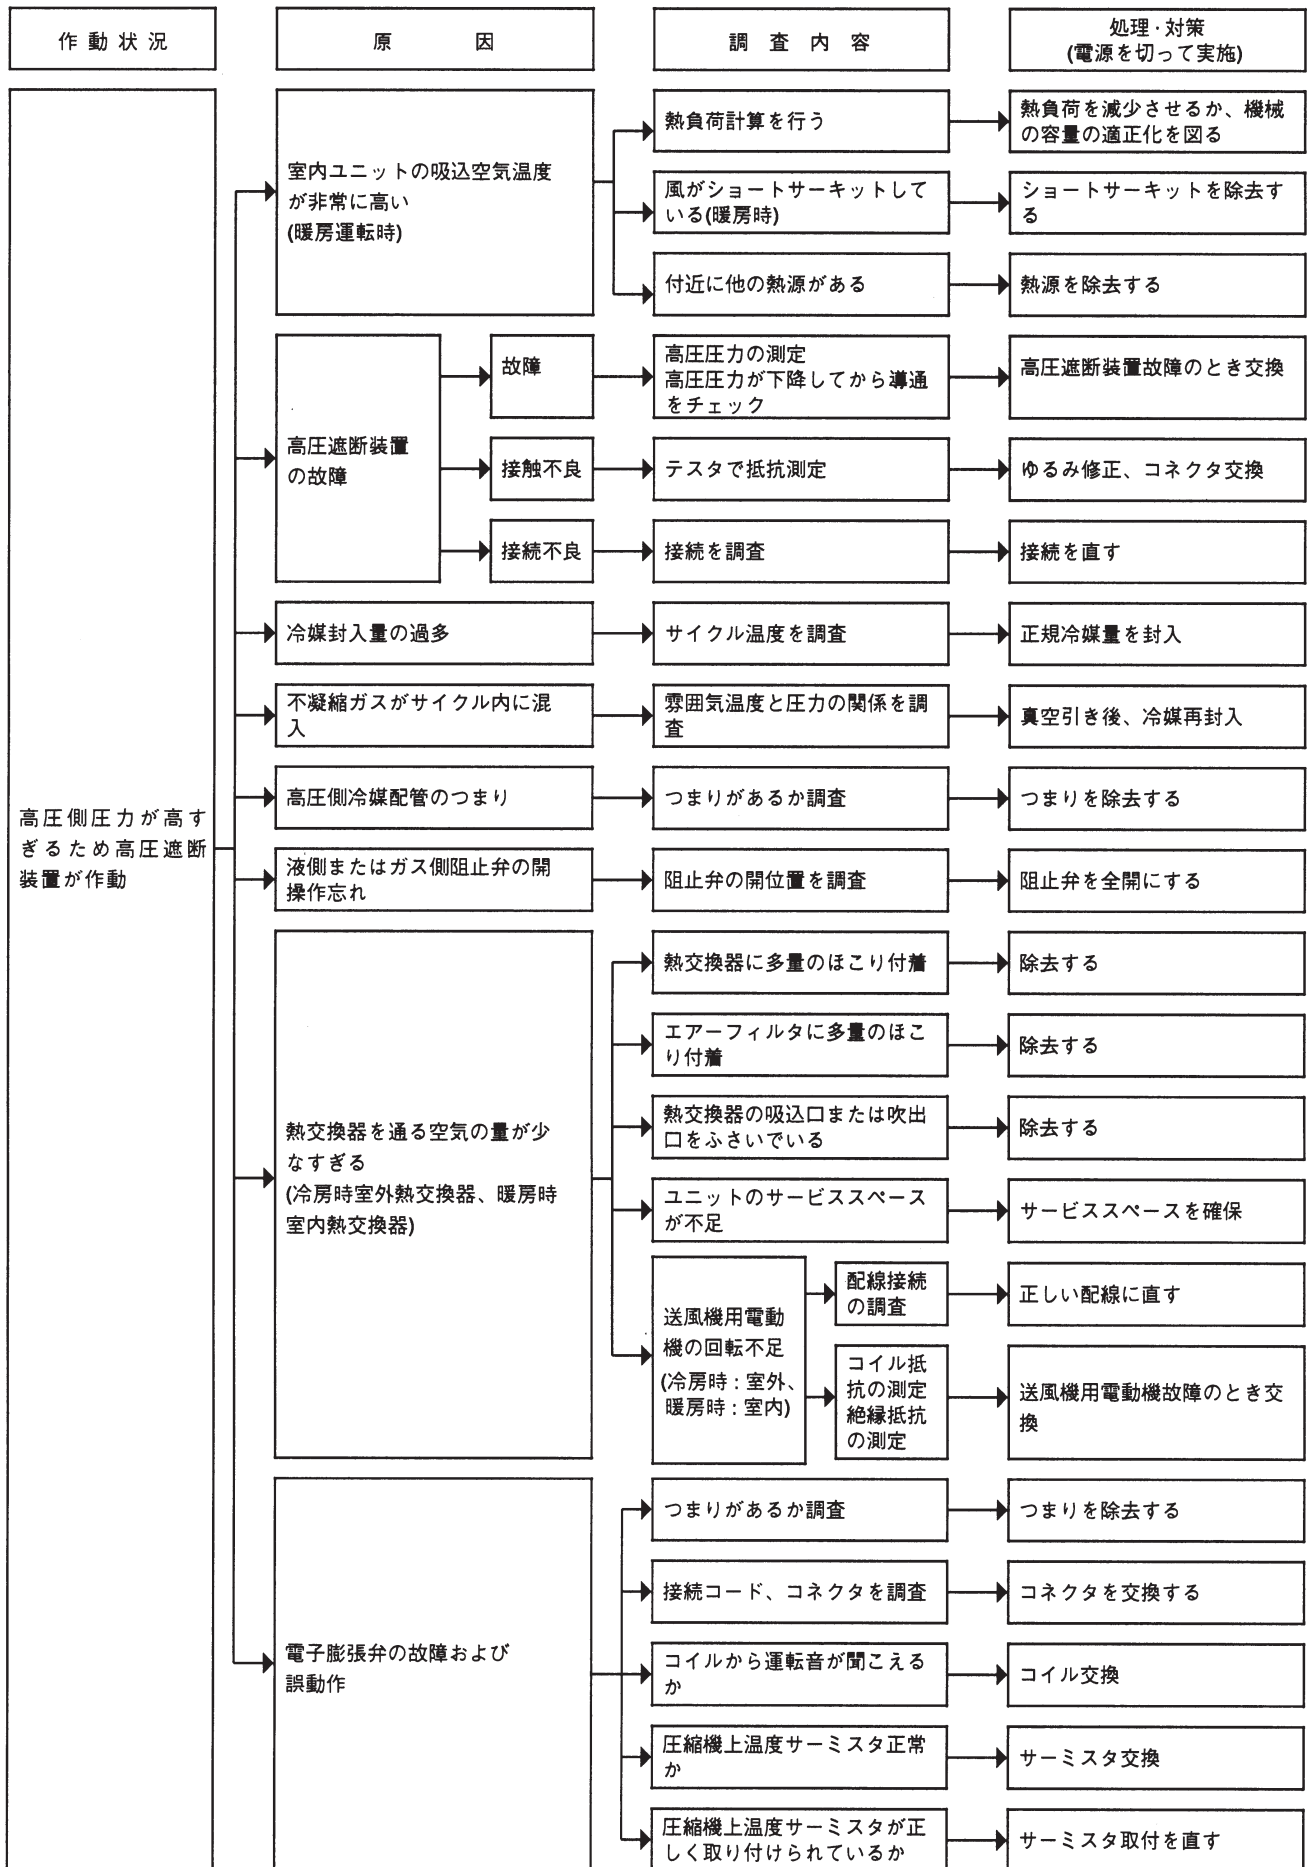 作動状況
原因
調査内容
処理・対策
(電源を切って実施)
高圧側圧力が高す
ぎるため高圧遮断
装置が作動
室内ユニットの吸込空気温度
が非常に高い
(暖房運転時)
熱負荷計算を行う
熱負荷を減少させるか、機械
の容量の適正化を図る
風がショートサーキットして
いる(暖房時)
ショートサーキットを除去す
る
付近に他の熱源がある
熱源を除去する
高圧遮断装置
の故障
故障
高圧圧力の測定
高圧圧力が下降してから導通
をチェック
高圧遮断装置故障のとき交換
接触不良
テスタで抵抗測定
ゆるみ修正、コネクタ交換
接続不良
接続を調査
接続を直す
冷媒封入量の過多
サイクル温度を調査
正規冷媒量を封入
不凝縮ガスがサイクル内に混
入
雰囲気温度と圧力の関係を調
査
真空引き後、冷媒再封入
高圧側冷媒配管のつまり
つまりがあるか調査
つまりを除去する
液側またはガス側阻止弁の開
操作忘れ
阻止弁の開位置を調査
阻止弁を全開にする
熱交換器を通る空気の量が少
なすぎる
(冷房時室外熱交換器、暖房時
室内熱交換器)
熱交換器に多量のほこり付着
除去する
エアーフィルタに多量のほこ
り付着
除去する
熱交換器の吸込口または吹出
口をふさいでいる
除去する
ユニットのサービススペース
が不足
サービススペースを確保
送風機用電動
機の回転不足
(冷房時：室外、
暖房時：室内)
配線接続
の調査
正しい配線に直す
コイル抵
抗の測定
絶縁抵抗
の測定
送風機用電動機故障のとき交
換
電子膨張弁の故障および
誤動作
つまりがあるか調査
つまりを除去する
接続コード、コネクタを調査
コネクタを交換する
コイルから運転音が聞こえる
か
コイル交換
圧縮機上温度サーミスタ正常
か
サーミスタ交換
圧縮機上温度サーミスタが正
しく取り付けられているか
サーミスタ取付を直す